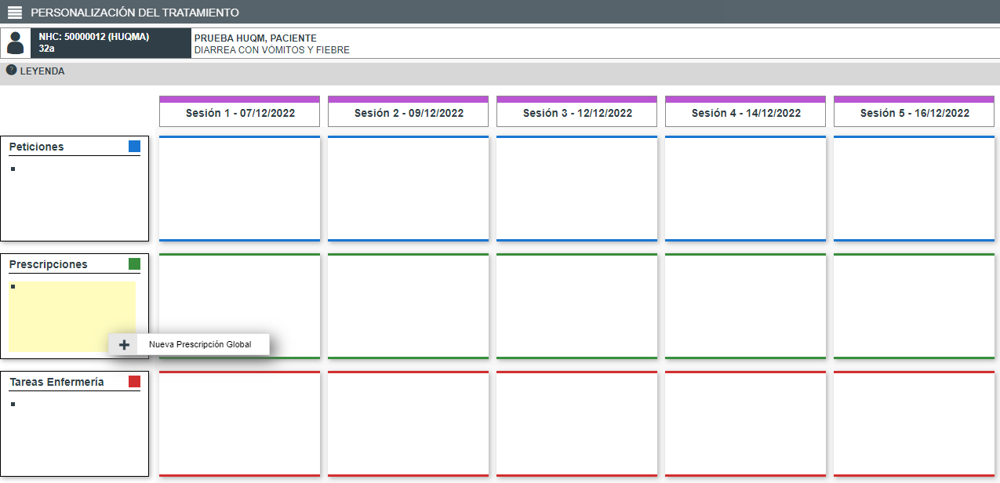 PERSONALIZACIÓN DEL TRATAMIENTO
NHC: 50000012 (HUQMA)
32a
PRUEBA HUQM, PACIENTE
DIARREA CON VÓMITOS Y FIEBRE
? LEYENDA
Sesión 1 - 07/12/2022
Sesión 2 - 09/12/2022
Sesión 3 - 12/12/2022
Sesión 4 - 14/12/2022
Sesión 5 - 16/12/2022
Peticiones
Prescripciones
Nueva Prescripción Global
Tareas Enfermería